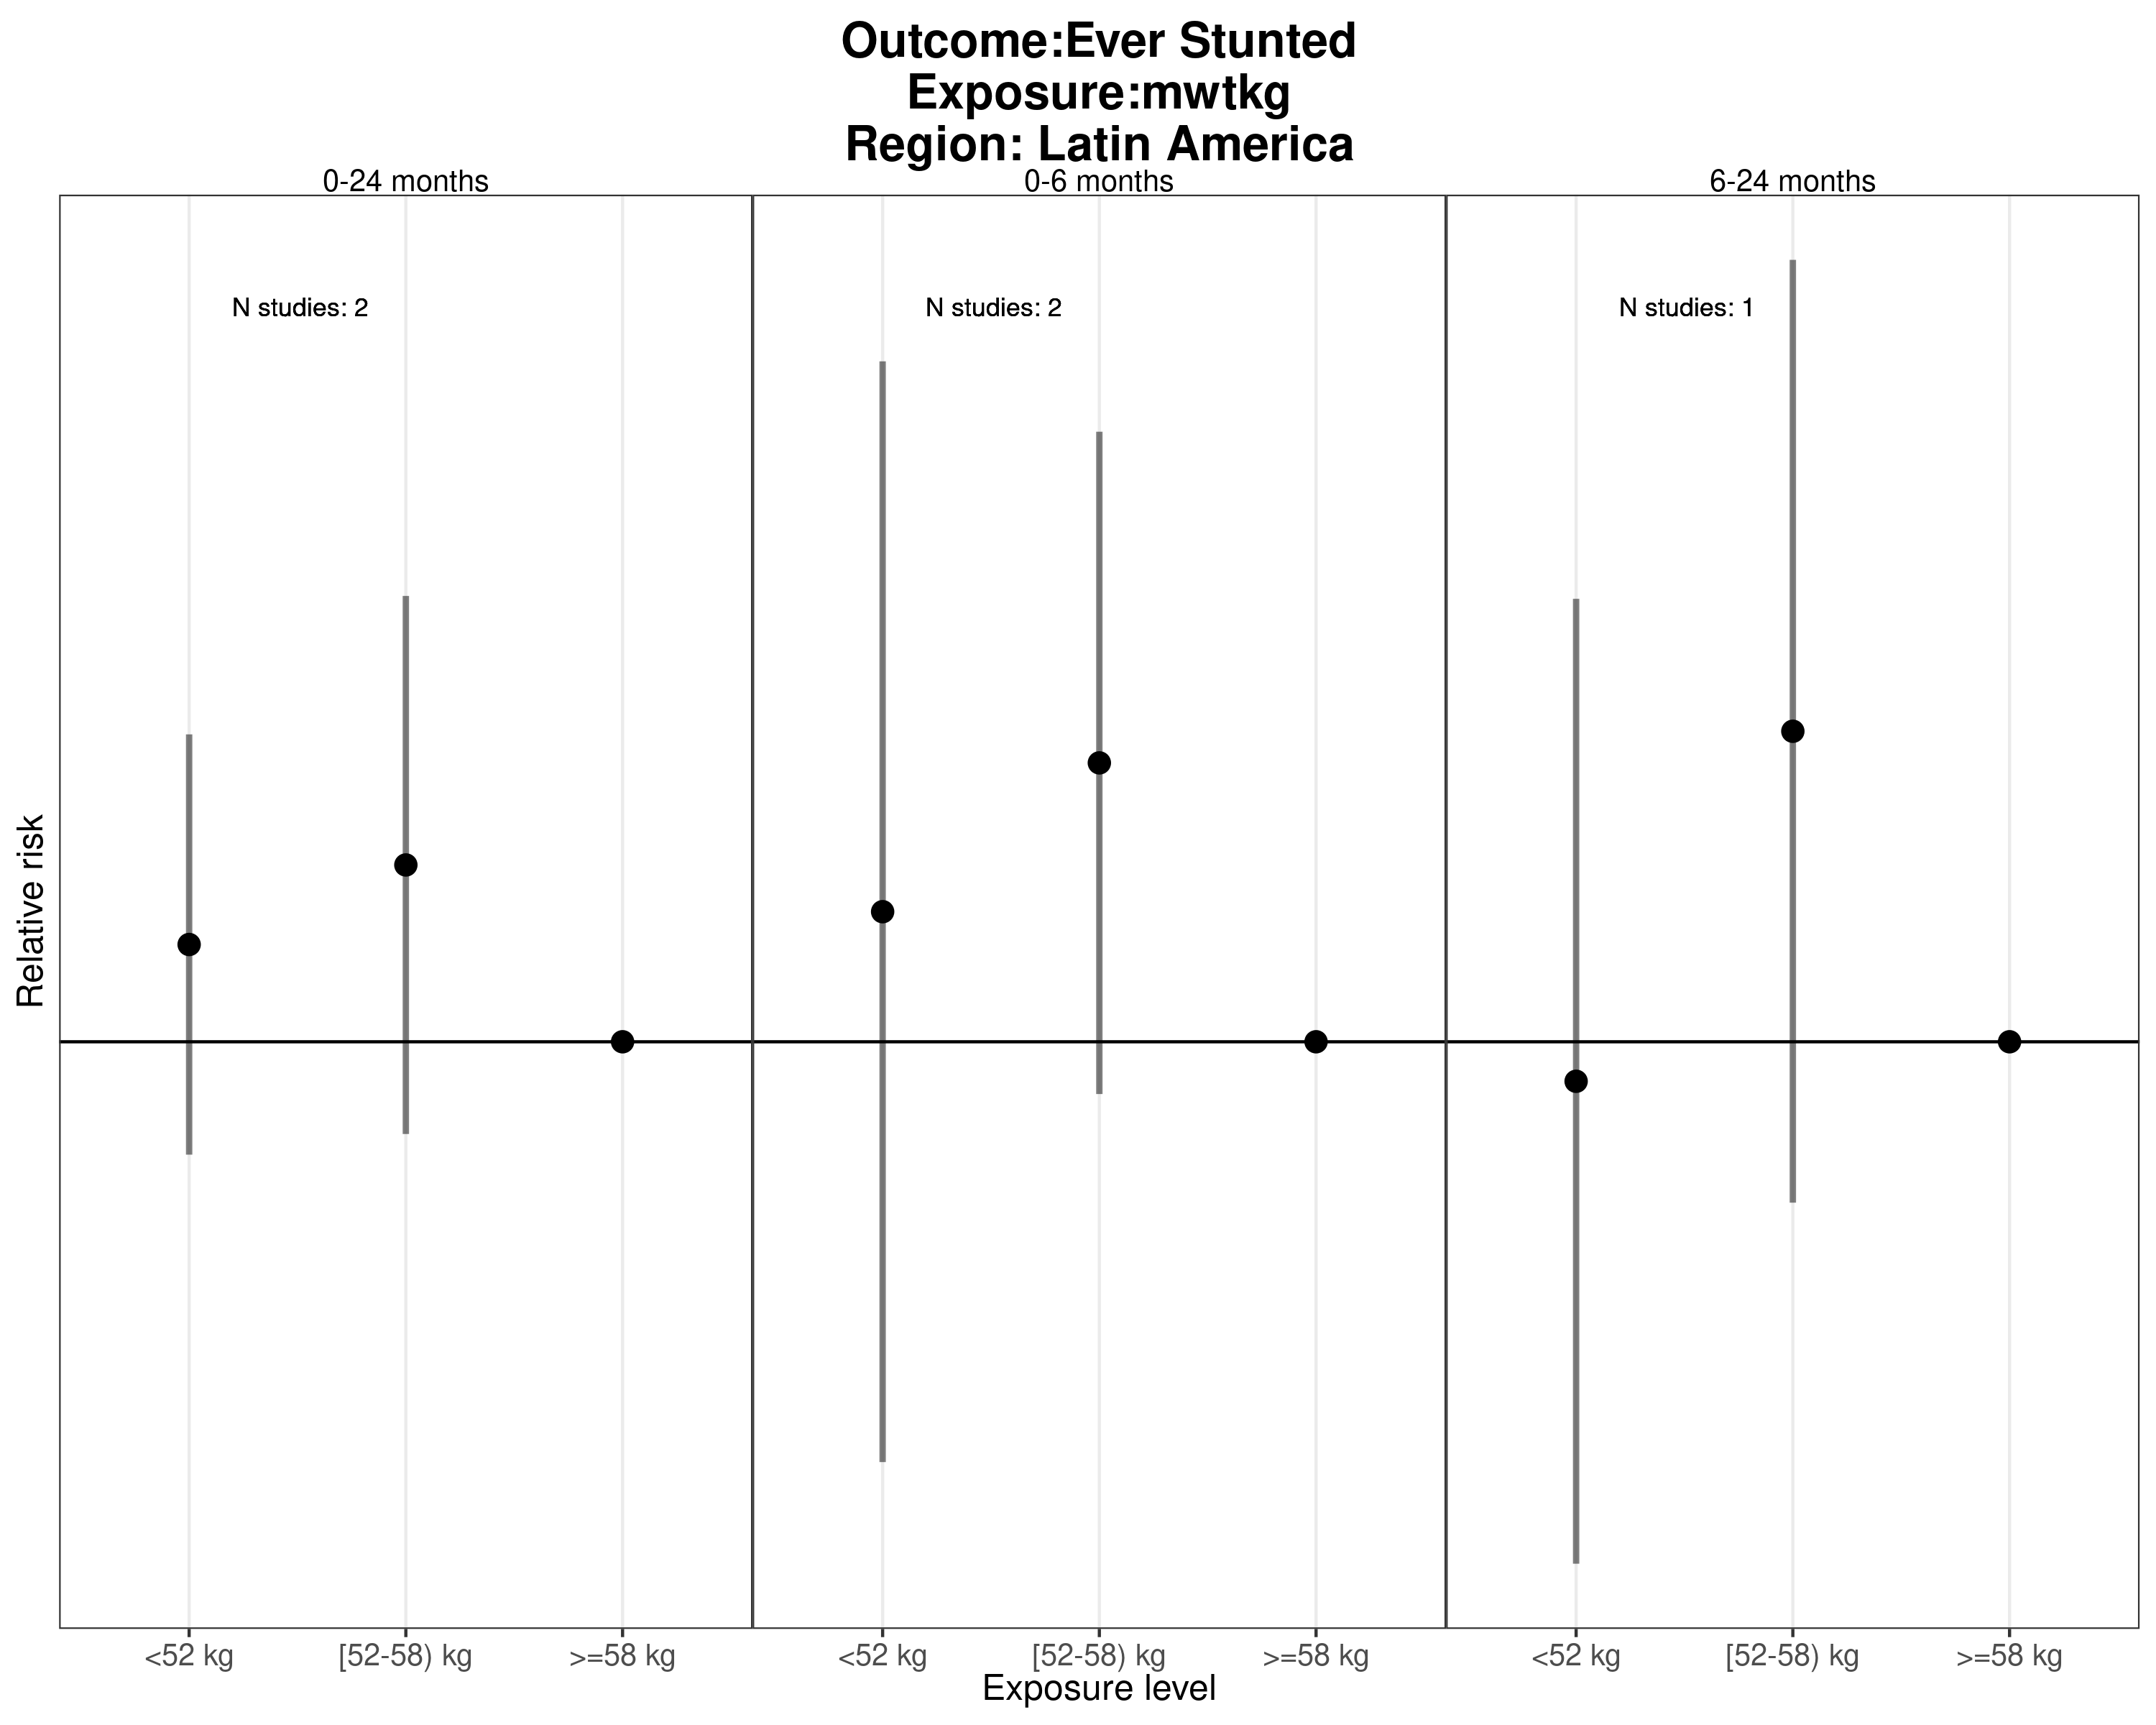 Outcome:Ever Stunted
Exposure:mwtkg
Region: Latin America
0-24 months
0-6 months
6-24 months
N studies: 2
N studies: 2
N studies: 1
Relative risk
<52 kg
[52-58) kg
>=58 kg
<52 kg
[52-58) kg
>=58 kg
<52 kg
[52-58) kg
>=58 kg
Exposure level